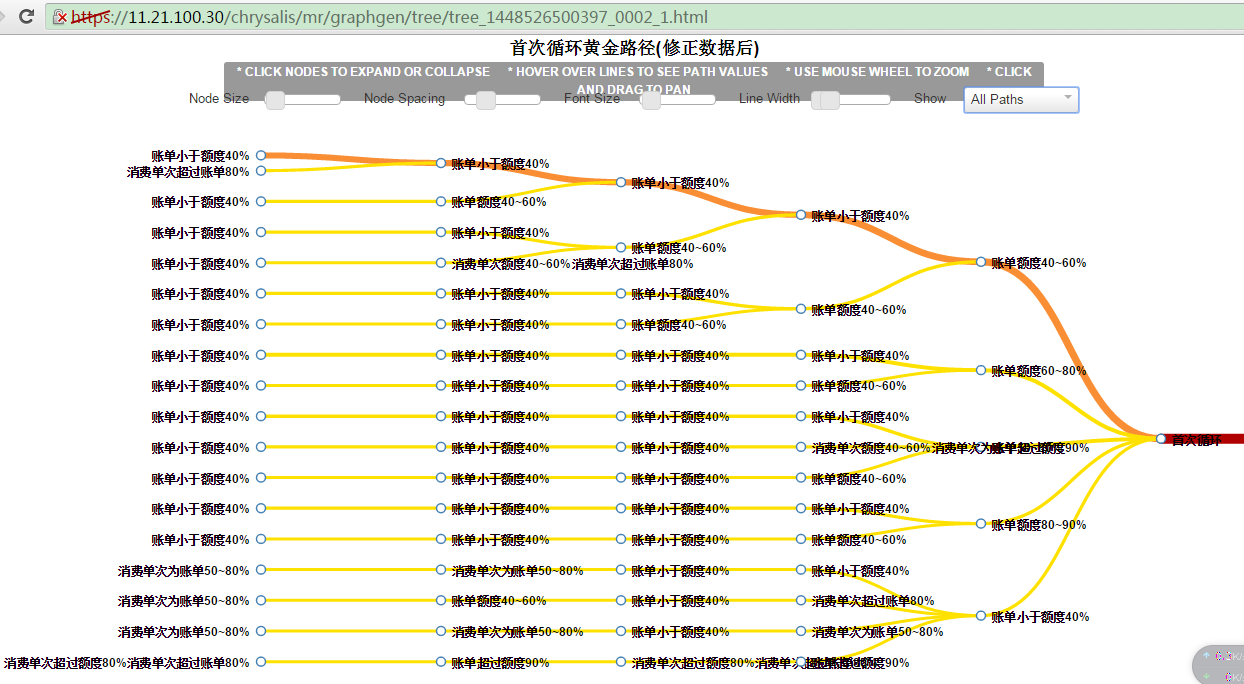 https://11.21.100.30/chrysalis/mr/graphgen/tree/tree_1448526500397_0002_1.html
首次循环黄金路径(修正数据后)
* CLICK NODES TO EXPAND OR COLLAPSE * HOVER OVER LINES TO SEE PATH VALUES * USE MOUSE WHEEL TO ZOOM * CLICK
AND DRAG TO PAN
Node Size Node Spacing Font Size Line Width Show All Paths
账单小于额度40% 账单小于额度40%
消费单次超过账单80%
账单小于额度40%
账单小于额度40% 账单额度40~60%
账单小于额度40%
账单小于额度40% 账单小于额度40% 账单额度40~60%
账单小于额度40% 消费单次额度40~60%消费单次超过账单80% 账单额度40~60%
账单小于额度40% 账单小于额度40% 账单小于额度40% 账单额度40~60%
账单小于额度40% 账单小于额度40% 账单额度40~60%
账单小于额度40% 账单小于额度40% 账单小于额度40% 账单小于额度40% 账单额度60~80%
账单小于额度40% 账单小于额度40% 账单小于额度40% 账单额度40~60%
账单小于额度40% 账单小于额度40% 账单小于额度40% 账单小于额度40%
首次循环
账单小于额度40% 账单小于额度40% 账单小于额度40% 消费单次额度40~60%消费单次为账单50~80% 账单超过额度90%
账单小于额度40% 账单小于额度40% 账单小于额度40% 账单额度40~60%
账单小于额度40% 账单小于额度40% 账单小于额度40% 账单小于额度40% 账单额度80~90%
账单小于额度40% 账单小于额度40% 账单小于额度40% 账单额度40~60%
消费单次为账单50~80% 消费单次为账单50~80% 账单小于额度40% 账单小于额度40%
消费单次为账单50~80% 账单额度40~60% 账单小于额度40% 消费单次超过账单80% 账单小于额度40%
消费单次为账单50~80% 消费单次为账单50~80% 账单小于额度40% 消费单次为账单50~80%
消费单次超过额度80%消费单次超过账单80% 账单超过额度90% 消费单次超过额度80%消费单次 账单超过额度90%